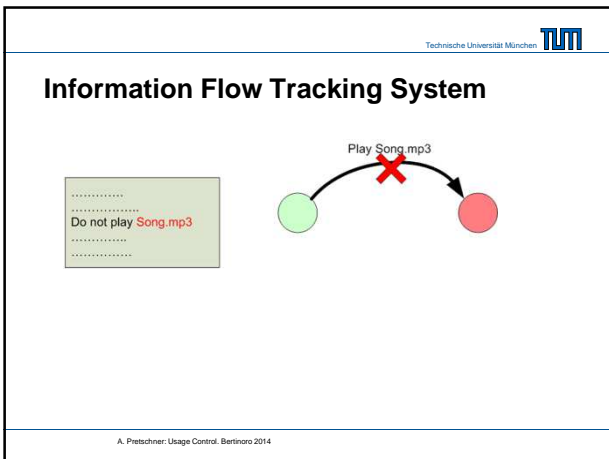 Technische Universität München TUM
Information Flow Tracking System
Play Song.mp3
.............
.................
Do not play Song.mp3
..............
...............
A. Pretschner: Usage Control. Bertinoro 2014